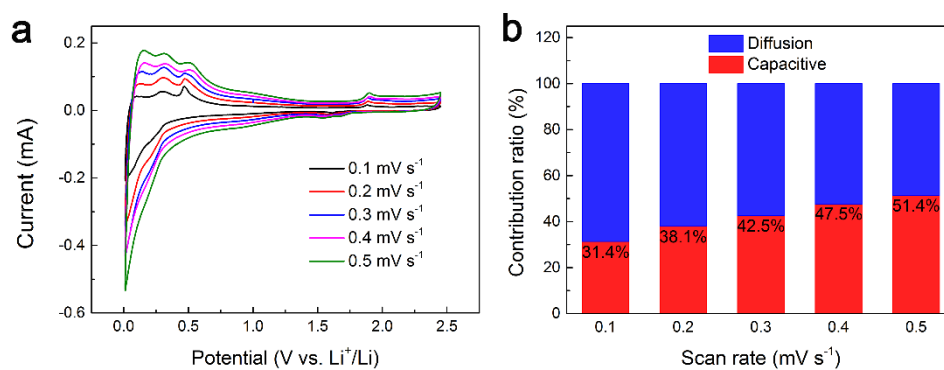 a
0.2
0.0
-0.2
-0.4
-0.6
Current (mA)
0.1 mV s⁻¹
0.2 mV s⁻¹
0.3 mV s⁻¹
0.4 mV s⁻¹
0.5 mV s⁻¹
0.0 0.5 1.0 1.5 2.0 2.5
Potential (V vs. Li⁺/Li)
b
120
100
80
60
40
20
0
Contribution ratio (%)
Diffusion
Capacitive
31.4% 38.1% 42.5% 47.5% 51.4%
0.1 0.2 0.3 0.4 0.5
Scan rate (mV s⁻¹)